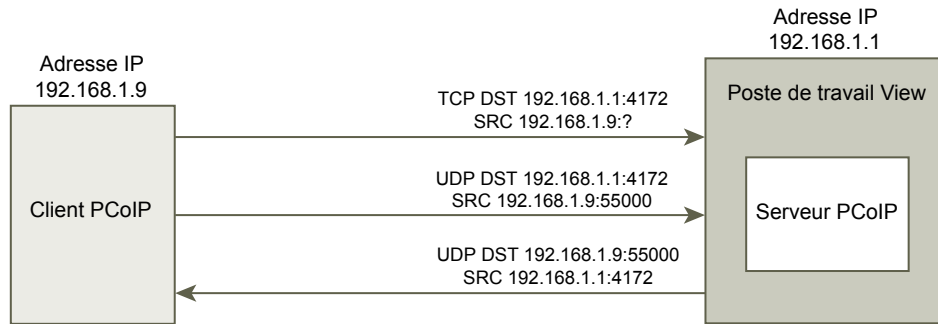 Adresse IP
192.168.1.1
Adresse IP
192.168.1.9
TCP DST 192.168.1.1:4172
SRC 192.168.1.9:?
Poste de travail View
UDP DST 192.168.1.1:4172
SRC 192.168.1.9:55000
Client PCoIP
Serveur PCoIP
UDP DST 192.168.1.9:55000
SRC 192.168.1.1:4172